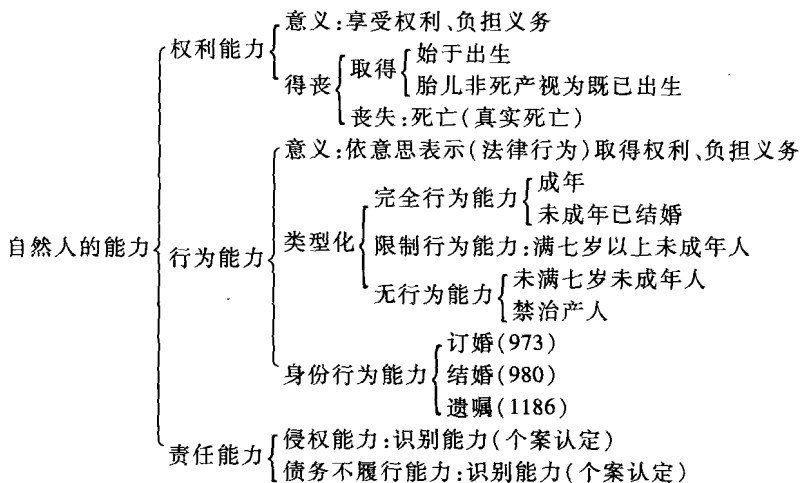 意义:享受权利、负担义务
权利能力
始于出生
取得
得丧
胎儿非死产视为既已出生
丧失:死亡(真实死亡)
意义:依意思表示(法律行为)取得权利、负担义务
成年
完全行为能力
未成年已结婚
自然人的能力
行为能力
类型化
限制行为能力:满七岁以上未成年人
未满七岁未成年人
无行为能力
禁治产人
订婚(973)
身份行为能力
结婚(980)
遗嘱(1186)
侵权能力:识别能力(个案认定)
责任能力
债务不履行能力:识别能力(个案认定)